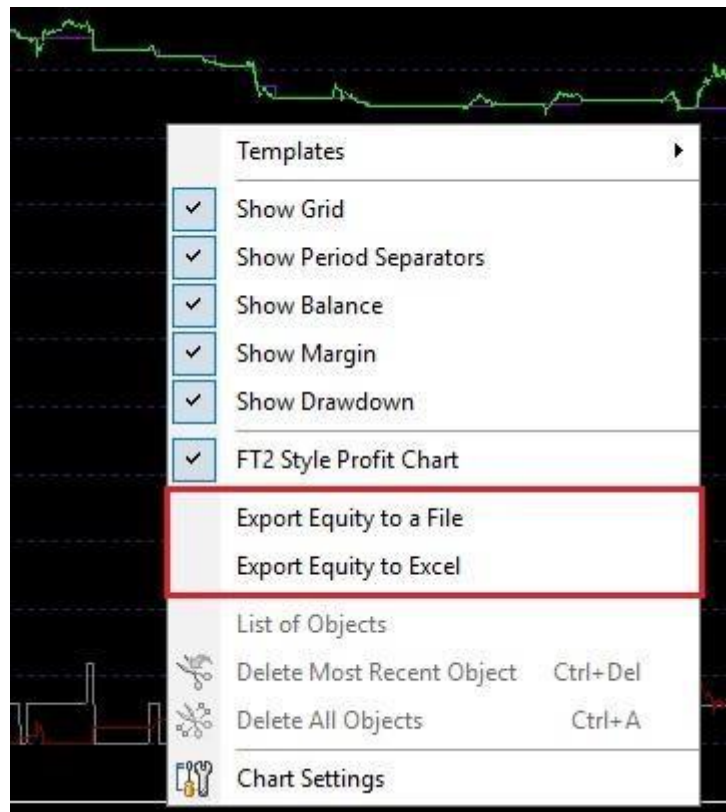 Templates
Show Grid
Show Period Separators
Show Balance
Show Margin
Show Drawdown
FT2 Style Profit Chart
Export Equity to a File
Export Equity to Excel
List of Objects
Delete Most Recent Object Ctrl+Del
Delete All Objects Ctrl+A
Chart Settings